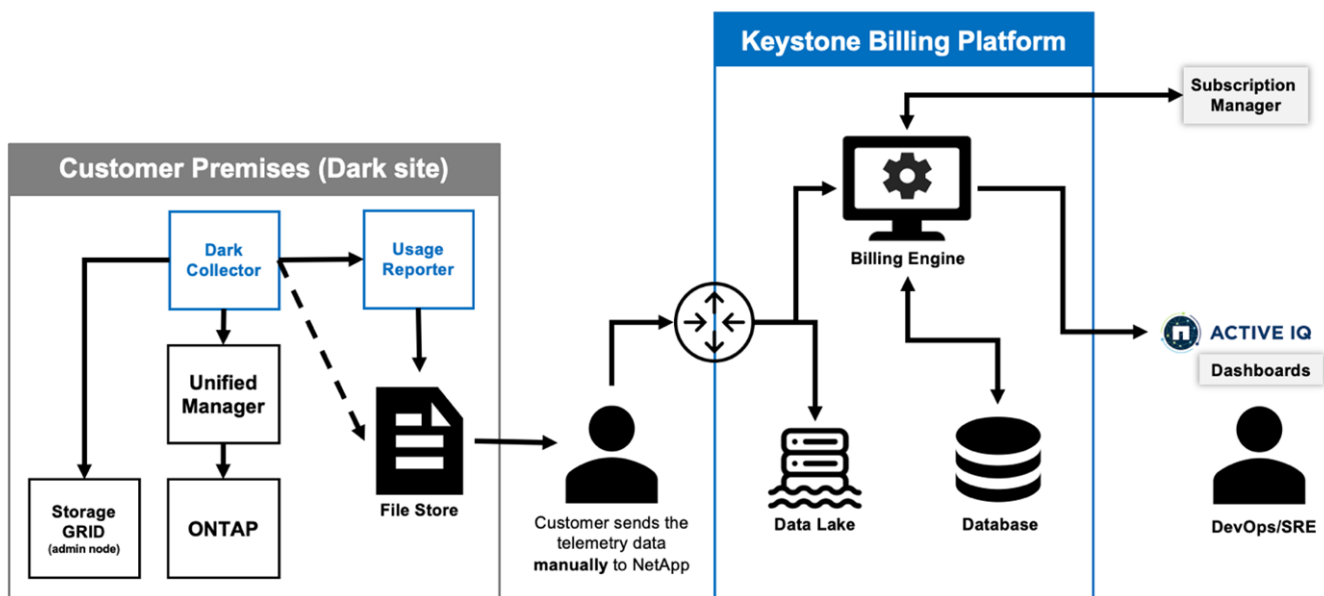 Keystone Billing Platform
Subscription
Manager
Customer Premises (Dark site)
Dark
Collector
Usage
Reporter
Billing Engine
ACTIVE IQ
Dashboards
Unified
Manager
Storage
GRID
(admin node)
ONTAP
File Store
Customer sends the
telemetry data
manually to NetApp
Data Lake
Database
DevOps/SRE